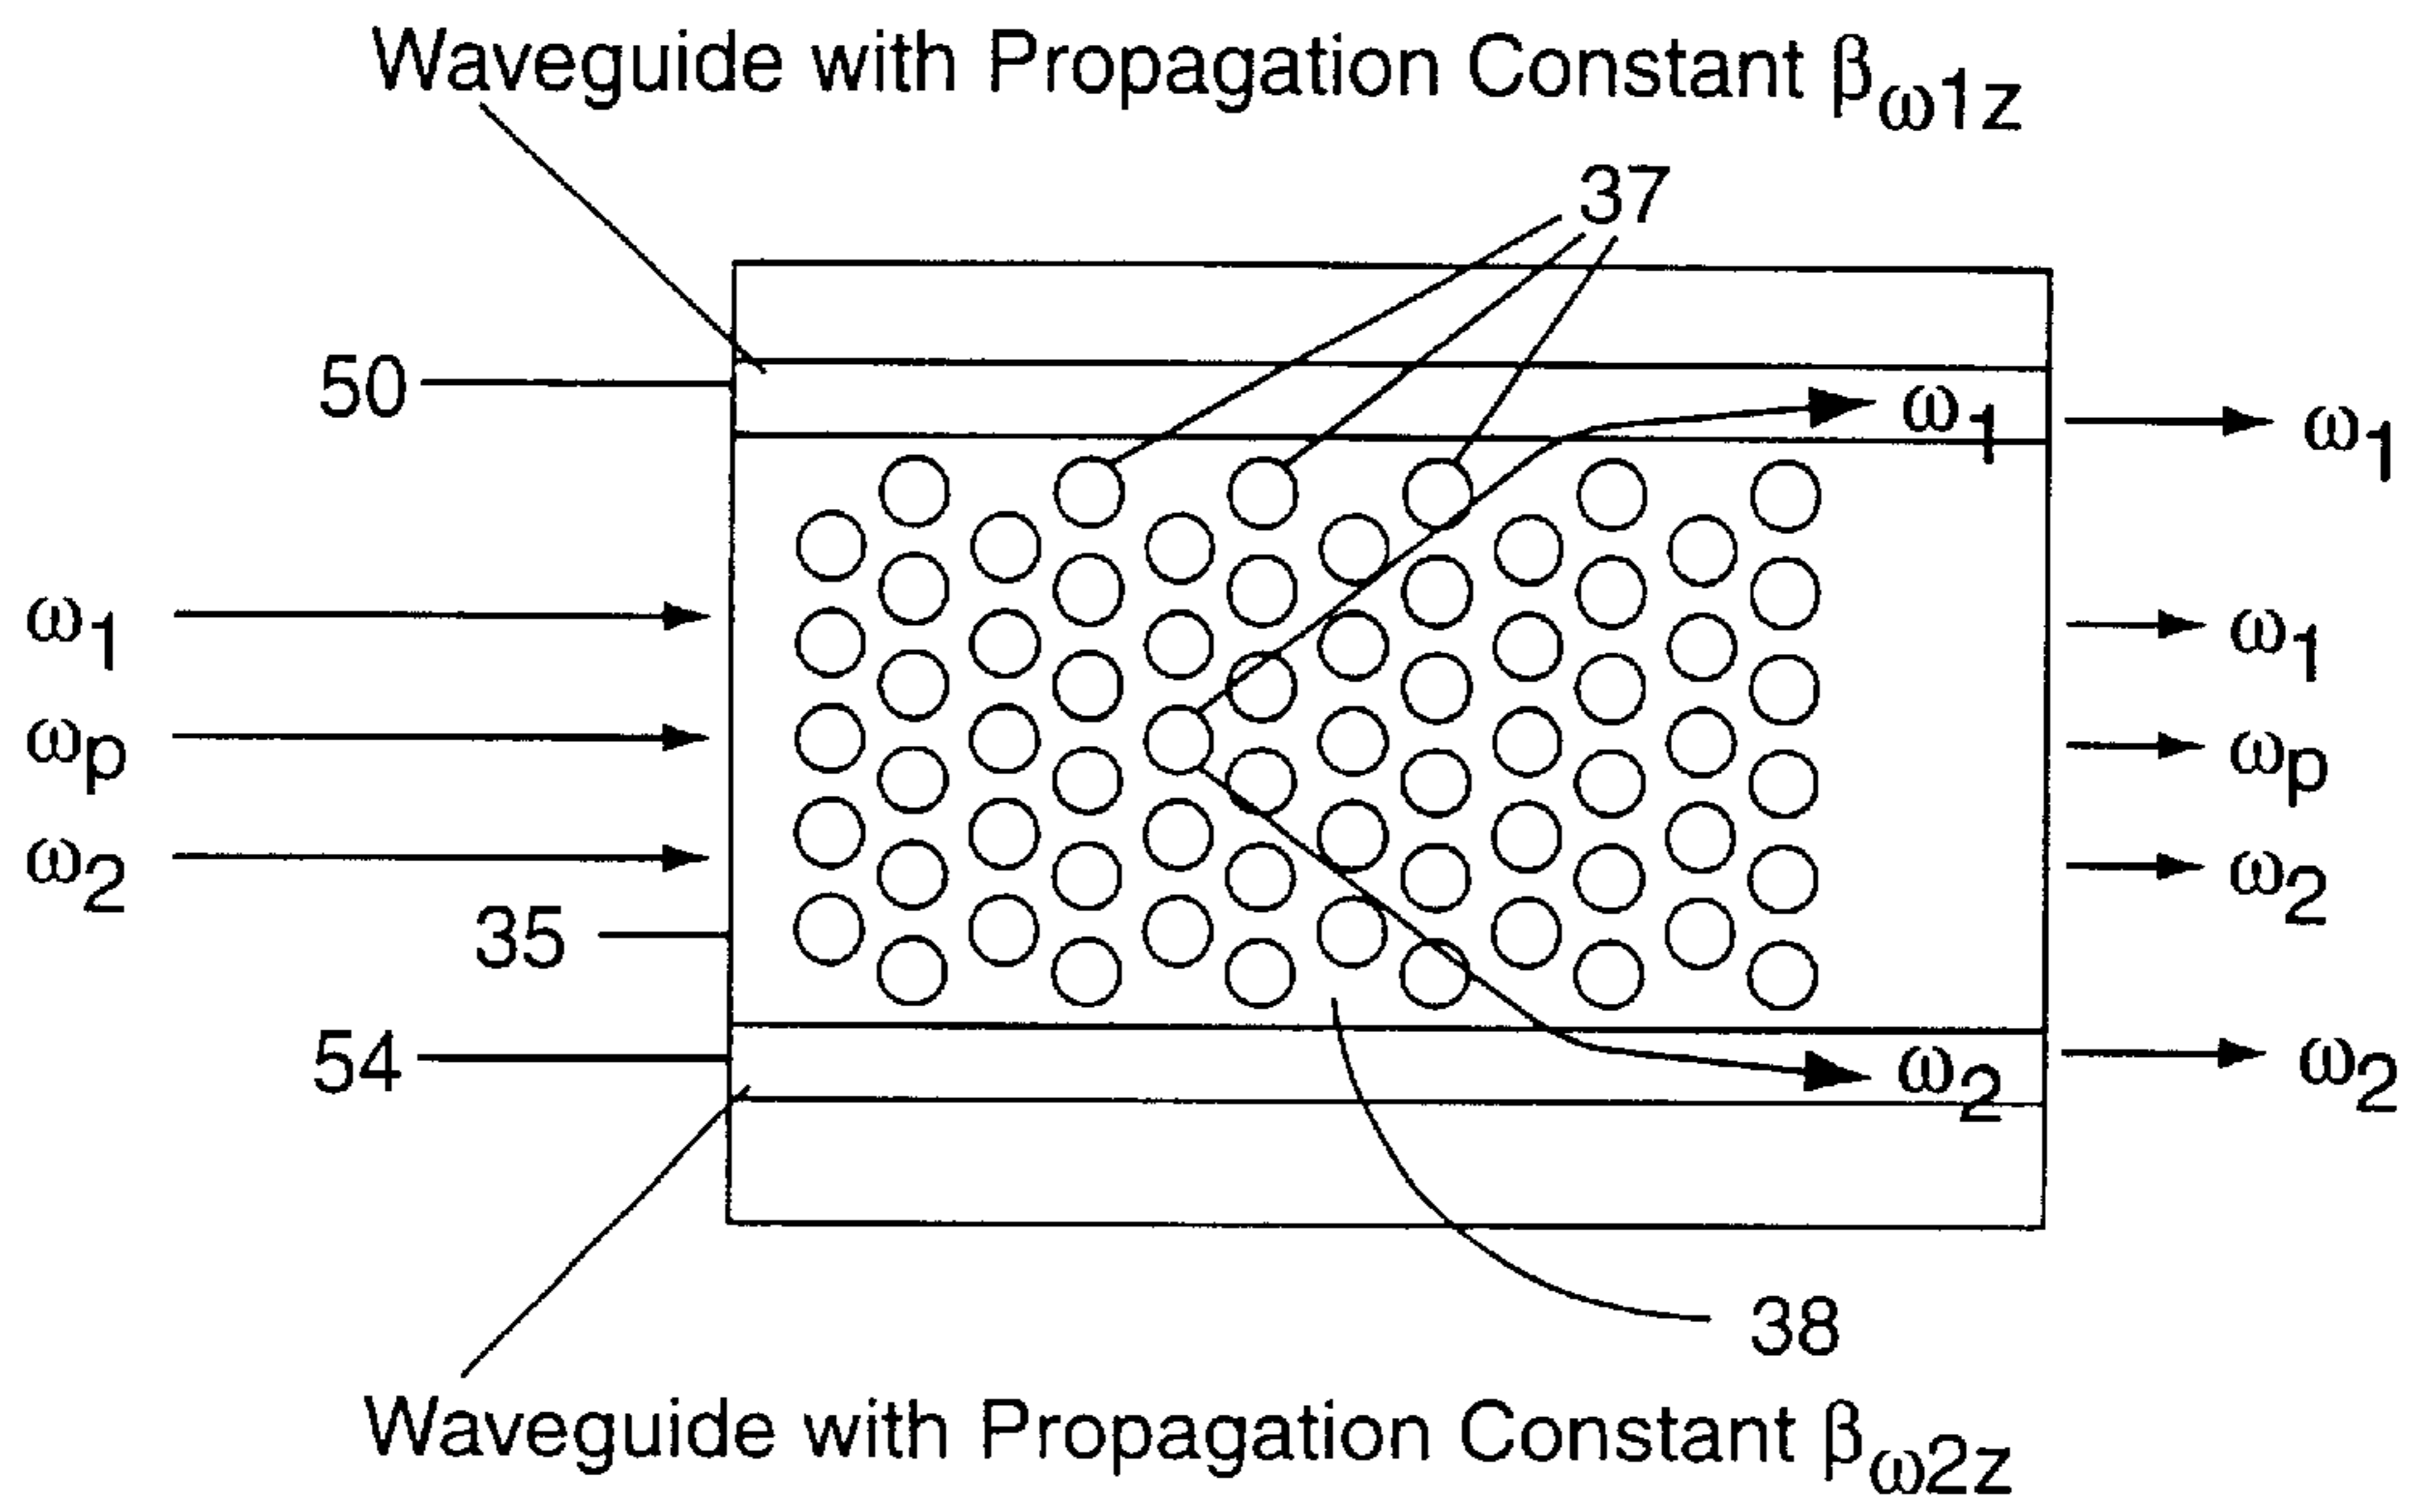 Waveguide with Propagation Constant βω1z
37
50
ω1
ω1
ω1
ω1
ωp
ωp
ω2
ω2
35
54
ω2
ω2
38
Waveguide with Propagation Constant βω2z